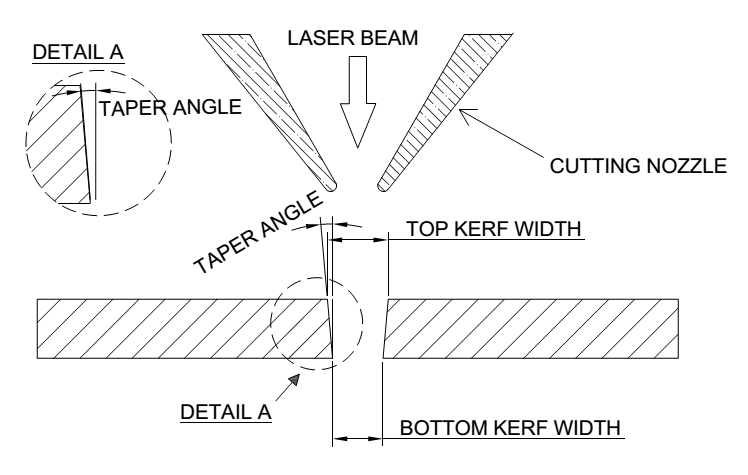 DETAIL A
LASER BEAM
TAPER ANGLE
CUTTING NOZZLE
TAPER ANGLE
TOP KERF WIDTH
DETAIL A
BOTTOM KERF WIDTH